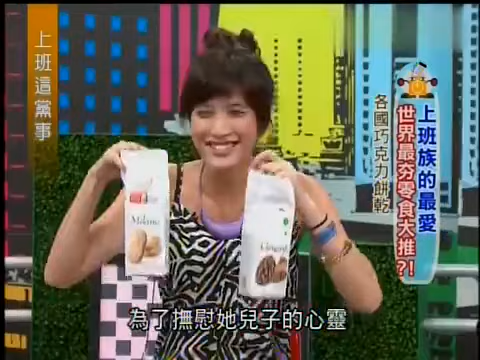 上班這黨事
上班族的最愛
世界最夯零食大推?!
各國巧克力餅乾
Milano
Geneva
為了撫慰她兒子的心靈